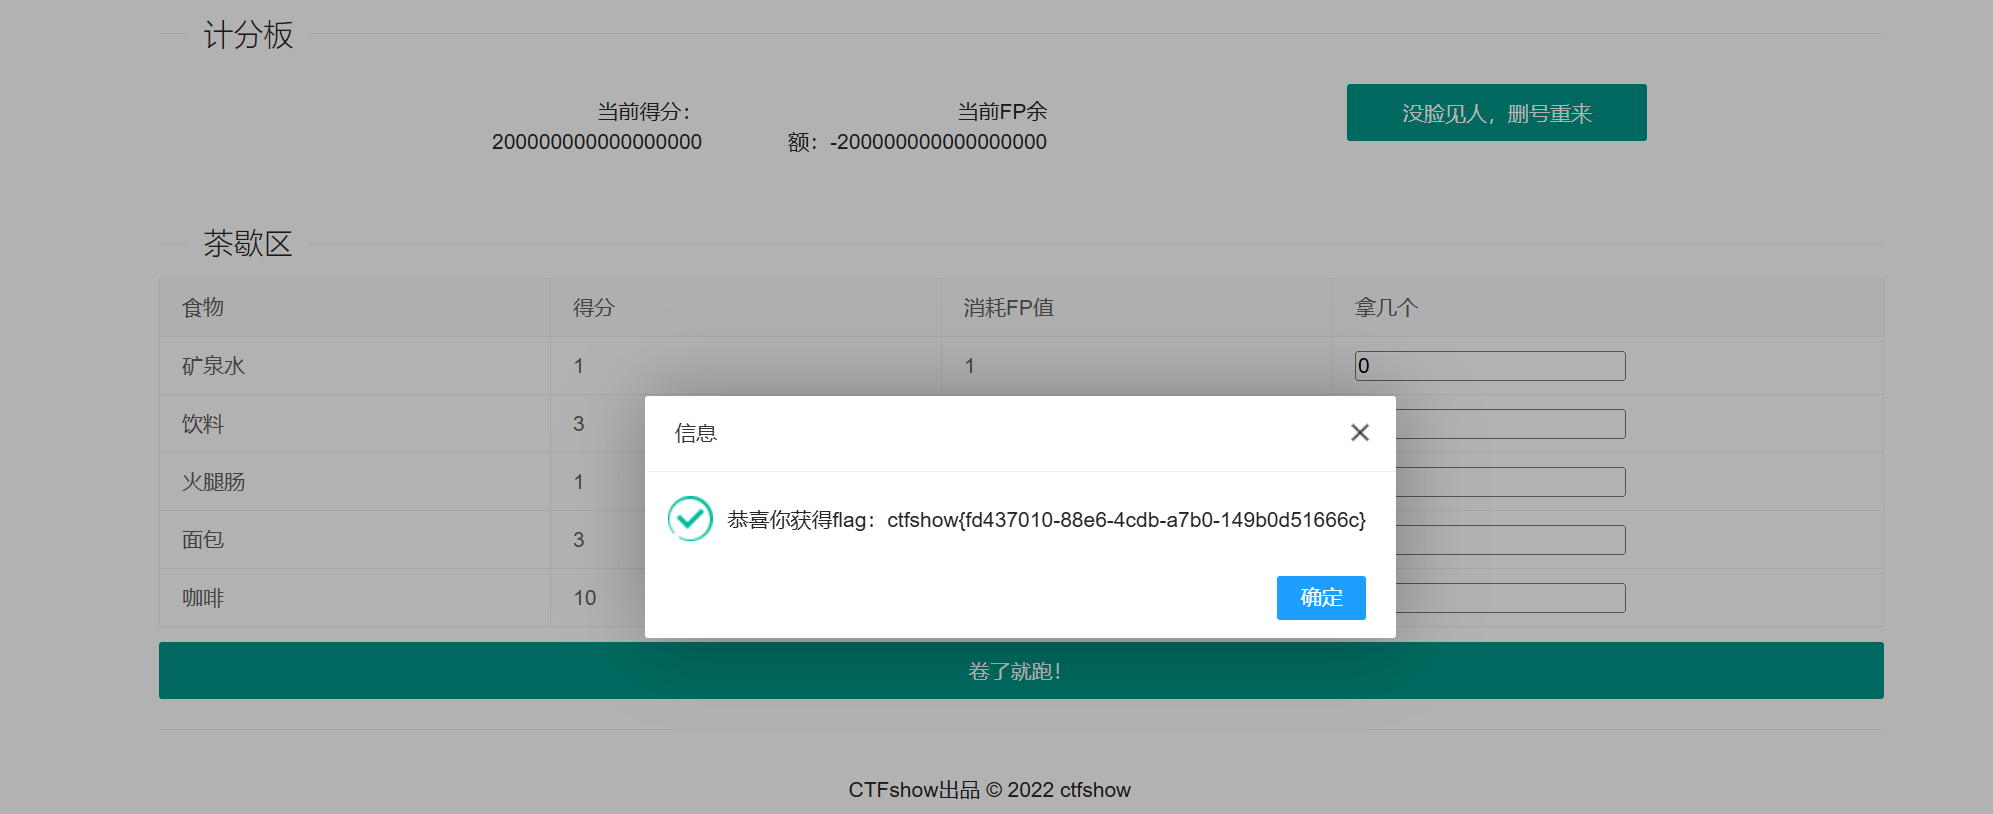 计分板
当前得分：
200000000000000000
当前FP余
额：-200000000000000000
没脸见人，删号重来
茶歇区
食物 得分 消耗FP值 拿几个
矿泉水 1 1 0
饮料 3
火腿肠 1
面包 3
咖啡 10
信息
恭喜你获得flag：ctfshow{fd437010-88e6-4cdb-a7b0-149b0d51666c}
确定
卷了就跑！
CTFshow出品 © 2022 ctfshow